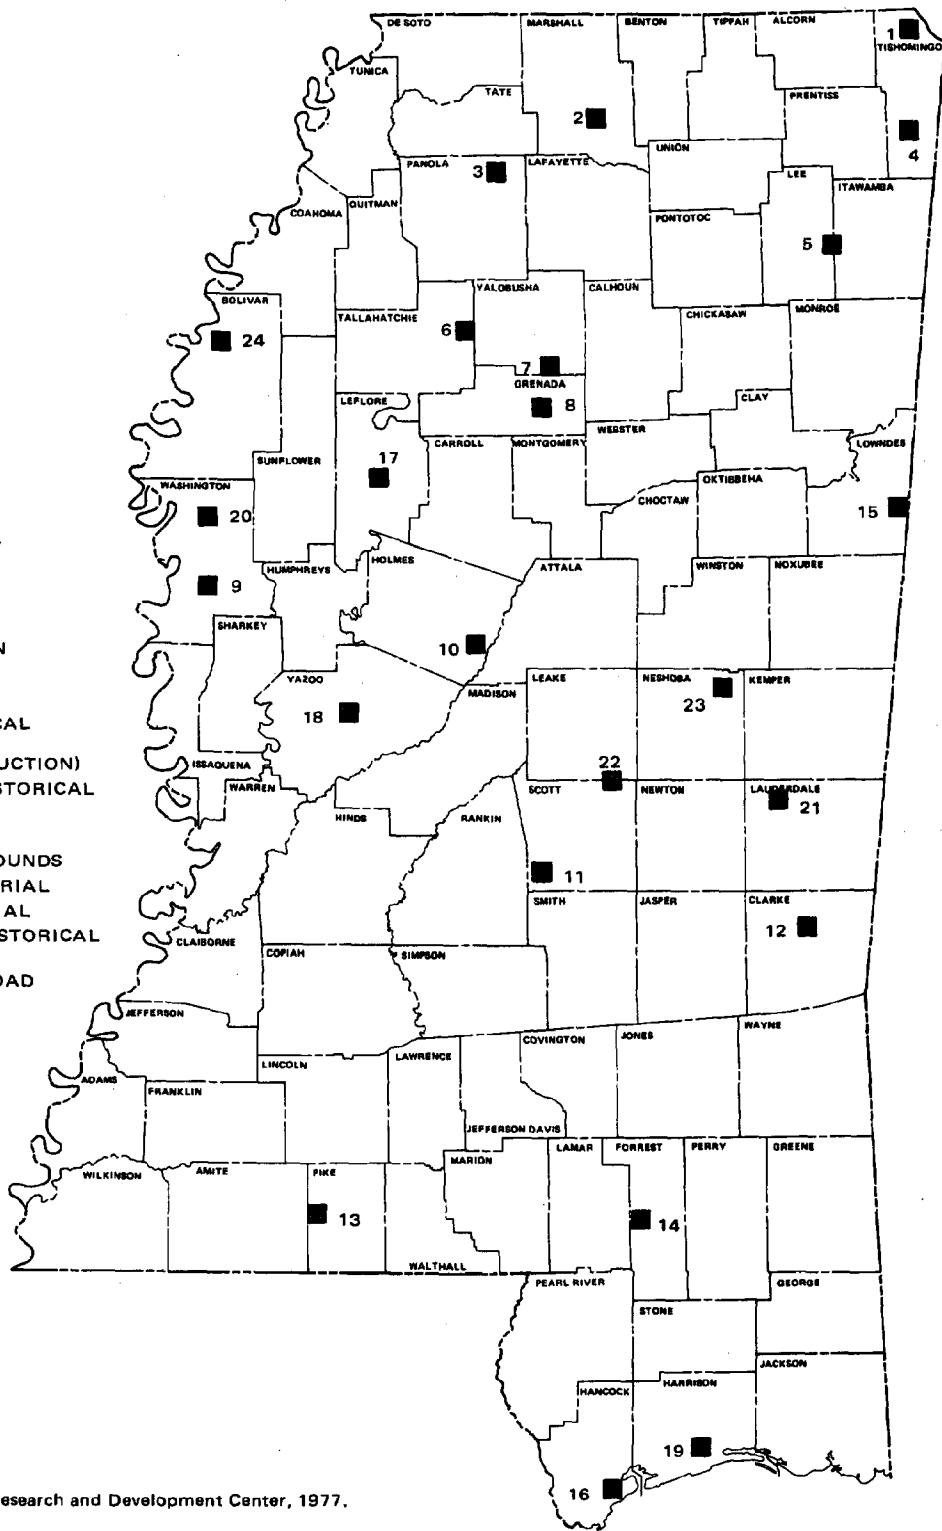 DE SOTO
MARSHALL
BENTON
TIPPAH
ALCORN
1
TISHOMINGO
TUNICA
TATE
PRENTISS
2
4
UNION
PANOLA
LAFAYETTE
3
LEE
ITAWAMBA
QUITMAN
COAHOMA
PONTOTOC
5
YALOBUSHA
CALHOUN
BOLIVAR
TALLAHATCHIE
CHICKASAW
MONROE
6
24
7
GRENADA
LEFLORE
8
CLAY
WEBSTER
CARROLL
MONTGOMERY
LOWNDES
17
SUNFLOWER
OKTIBBEHA
WASHINGTON
CHOCTAW
20
15
HOLMES
HUMPHREYS
ATTALA
WINSTON
NOXUBEE
9
SHARKEY
N
10
YAZOO
LEAKE
NESHOBA
KEMPER
MADISON
23
18
CAL
ISSAQUENA
UCTION)
22
WARREN
STORICAL
SCOTT
NEWTON
LAUDERDALE
21
HINDS
RANKIN
OUNDS
11
RIAL
SMITH
JASPER
CLARKE
AL
12
STORICAL
CLAIBORNE
COPIAH
SIMPSON
OAD
JEFFERSON
WAYNE
COVINGTON
JONES
LAWRENCE
LINCOLN
ADAMS
FRANKLIN
JEFFERSON DAVIS
LAMAR
FORREST
PERRY
GREENE
MARION
WILKINSON
AMITE
PIKE
13
14
WALTHALL
PEARL RIVER
GEORGE
STONE
JACKSON
HARRISON
HANCOCK
19
16
esearch and Development Center, 1977.